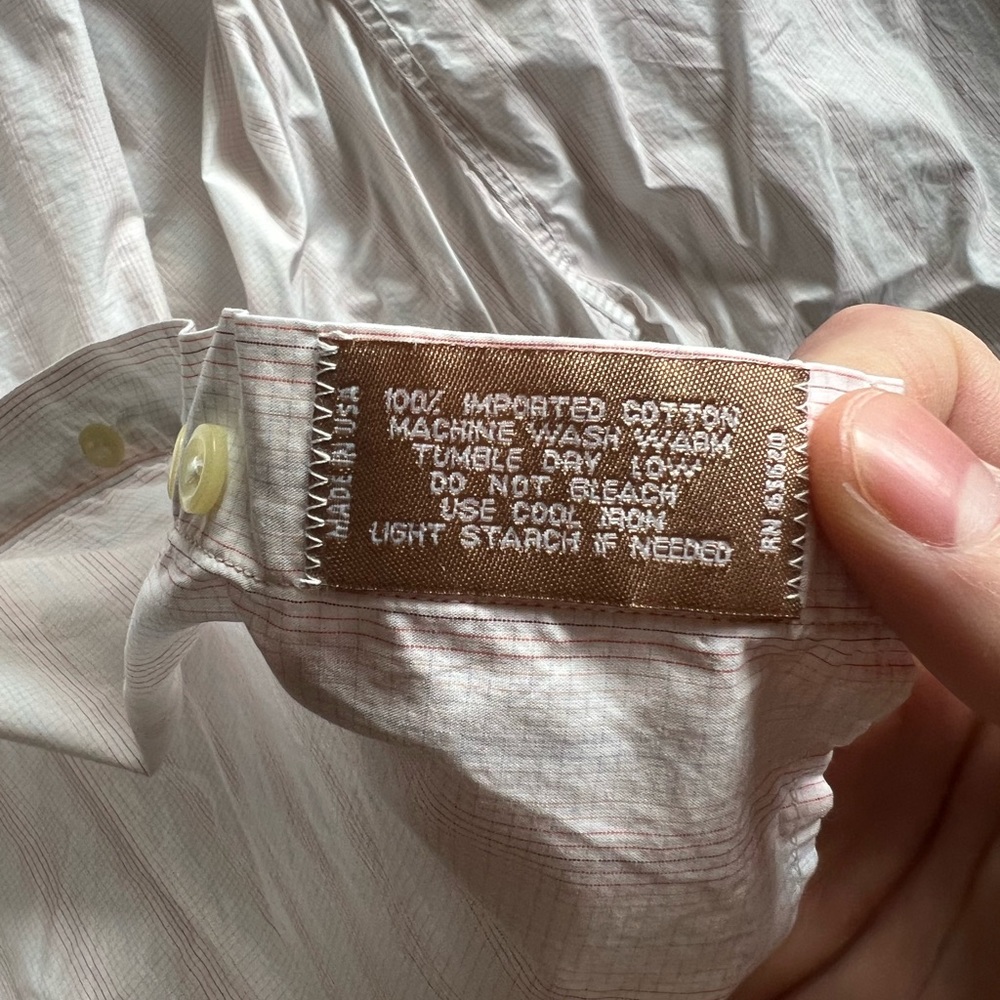 MADE IN USA
100% IMPORTED COTTON
MACHINE WASH WARM
TUMBLE DRY LOW
DO NOT BLEACH
USE COOL IRON
LIGHT STARCH IF NEEDED
RN